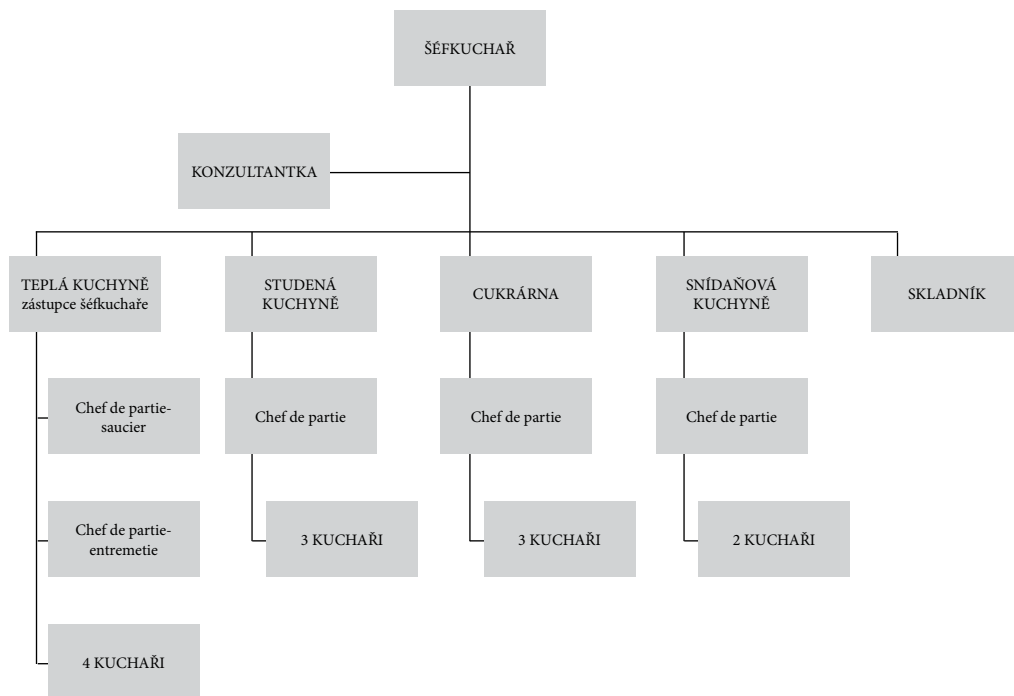 ŠÉFKUCHAŘ
KONZULTANTKA
TEPLÁ KUCHYNĚ
zástupce šéfkuchaře
STUDENÁ
KUCHYNĚ
CUKRÁRNA
SNÍDAŇOVÁ
KUCHYNĚ
SKLADNÍK
Chef de partie-
saucier
Chef de partie
Chef de partie
Chef de partie
Chef de partie-
entremetie
3 KUCHAŘI
3 KUCHAŘI
2 KUCHAŘI
4 KUCHAŘI